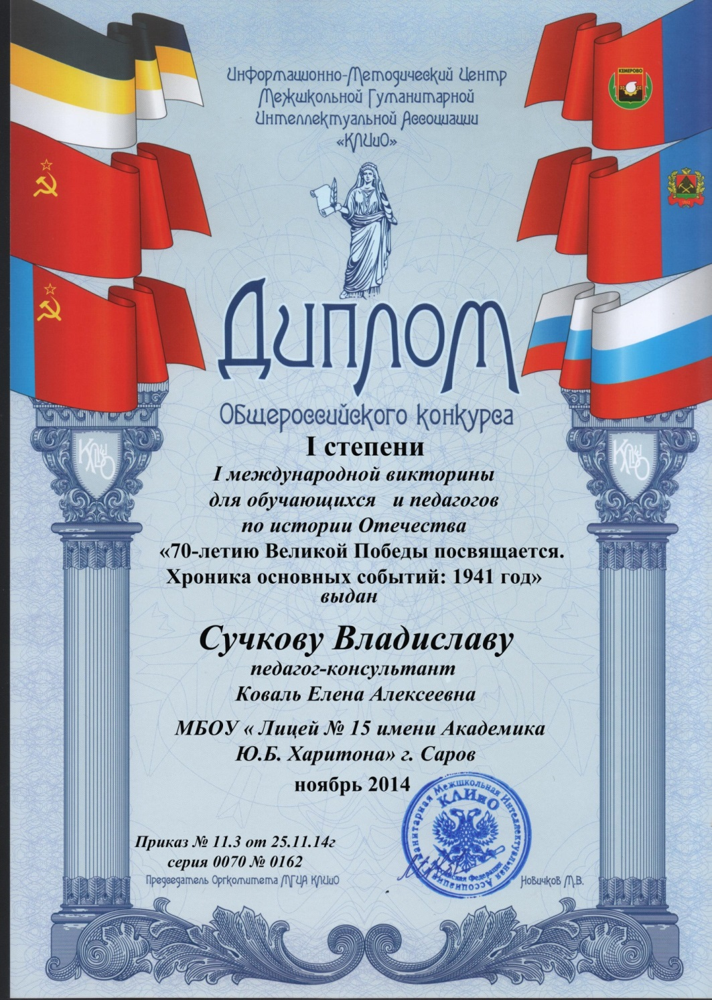 Информационно-Методический Центр
Межшкольной Гуманитарной
Интеллектуальной Ассоциации
«КЛИиО»
КЕМЕРОВО
Диплом
Общероссийского конкурса
I степени
I международной викторины
для обучающихся и педагогов
по истории Отечества
«70-летию Великой Победы посвящается.
Хроника основных событий: 1941 год»
выдан
Сучкову Владиславу
педагог-консультант
Коваль Елена Алексеевна
МБОУ « Лицей № 15 имени Академика
Ю.Б. Харитона» г. Саров
ноябрь 2014
Межшкольная Интеллектуальная Ассоциация
КЛИиО
Федерация
Приказ № 11.3 от 25.11.14г
серия 0070 № 0162
Председатель Оргкомитета МГИА КЛИиО
Новичков М.В.